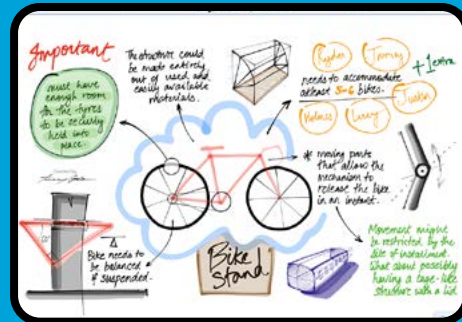 Important
must have
enough room
for the tyres
to be securly
held into
place.
The structure could
be made entirely
out of used and
easily available
materials.
needs to accommodate
atleast 5-6 bikes.
+ 1 extra
Holmes
Justin
* moving parts
that allow the
mechanism to
release the bike
in an instant.
Bike needs to
be balanced
& suspended.
Bike
Stand
Movement might
be restricted by the
site of installment.
What about possibly
having a cage-like
structure with a lid